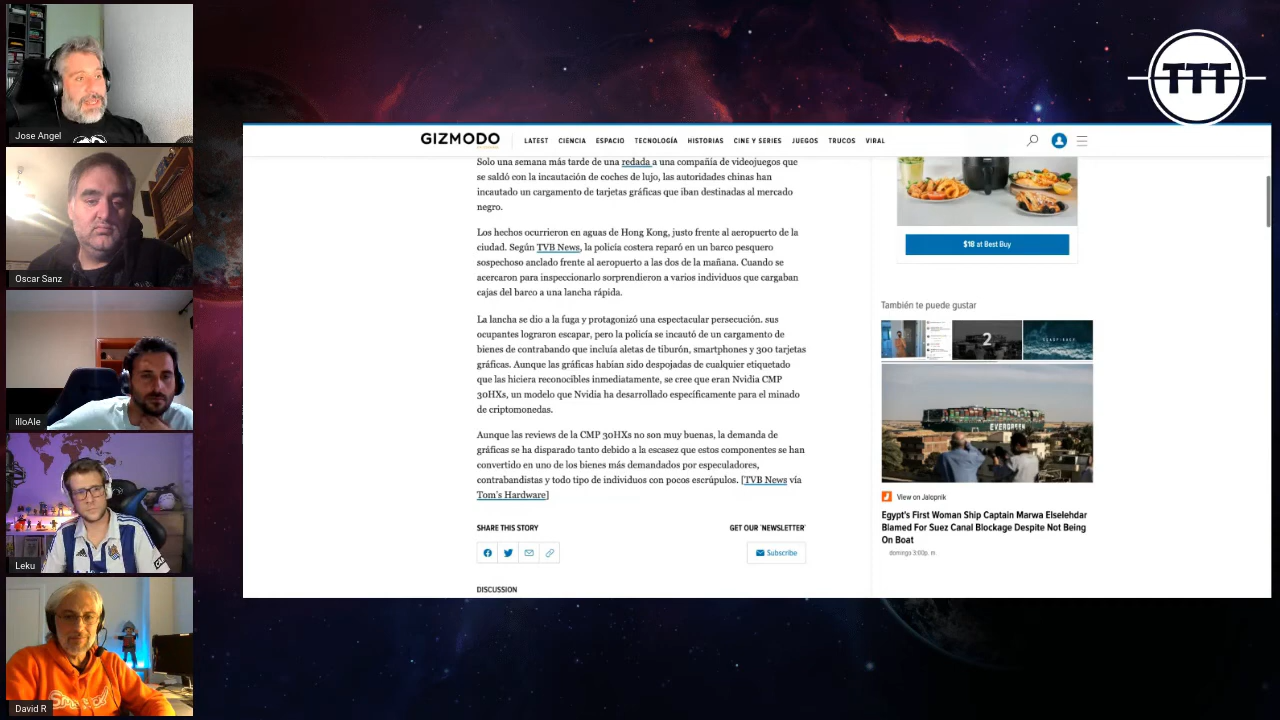 Jose Angel
Oscar Sanz
illoAle
Leku
David R
TTT
GIZMODO
LATEST CIENCIA ESPACIO TECNOLOGÍA HISTORIAS CINE Y SERIES JUEGOS TRUCOS VIRAL
Solo una semana más tarde de una redada a una compañía de videojuegos que
se saldó con la incautación de coches de lujo, las autoridades chinas han
incautado un cargamento de tarjetas gráficas que iban destinadas al mercado
negro.
Los hechos ocurrieron en aguas de Hong Kong, justo frente al aeropuerto de la
ciudad. Según TVB News, la policía costera reparó en un barco pesquero
sospechoso anclado frente al aeropuerto a las dos de la mañana. Cuando se
acercaron para inspeccionarlo sorprendieron a varios individuos que cargaban
cajas del barco a una lancha rápida.
La lancha se dio a la fuga y protagonizó una espectacular persecución. sus
ocupantes lograron escapar, pero la policía se incautó de un cargamento de
bienes de contrabando que incluía aletas de tiburón, smartphones y 300 tarjetas
gráficas. Aunque las gráficas habían sido despojadas de cualquier etiquetado
que las hiciera reconocibles inmediatamente, se cree que eran Nvidia CMP
30HXs, un modelo que Nvidia ha desarrollado específicamente para el minado
de criptomonedas.
Aunque las reviews de la CMP 30HXs no son muy buenas, la demanda de
gráficas se ha disparado tanto debido a la escasez que estos componentes se han
convertido en uno de los bienes más demandados por especuladores,
contrabandistas y todo tipo de individuos con pocos escrúpulos. [TVB News vía
Tom's Hardware]
SHARE THIS STORY
GET OUR 'NEWSLETTER'
Subscribe
DISCUSSION
$18 at Best Buy
También te puede gustar
2
EVERGREEN
View on Jalopnik
Egypt's First Woman Ship Captain Marwa Elselehdar
Blamed For Suez Canal Blockage Despite Not Being
On Boat
domingo 3:00p. m.